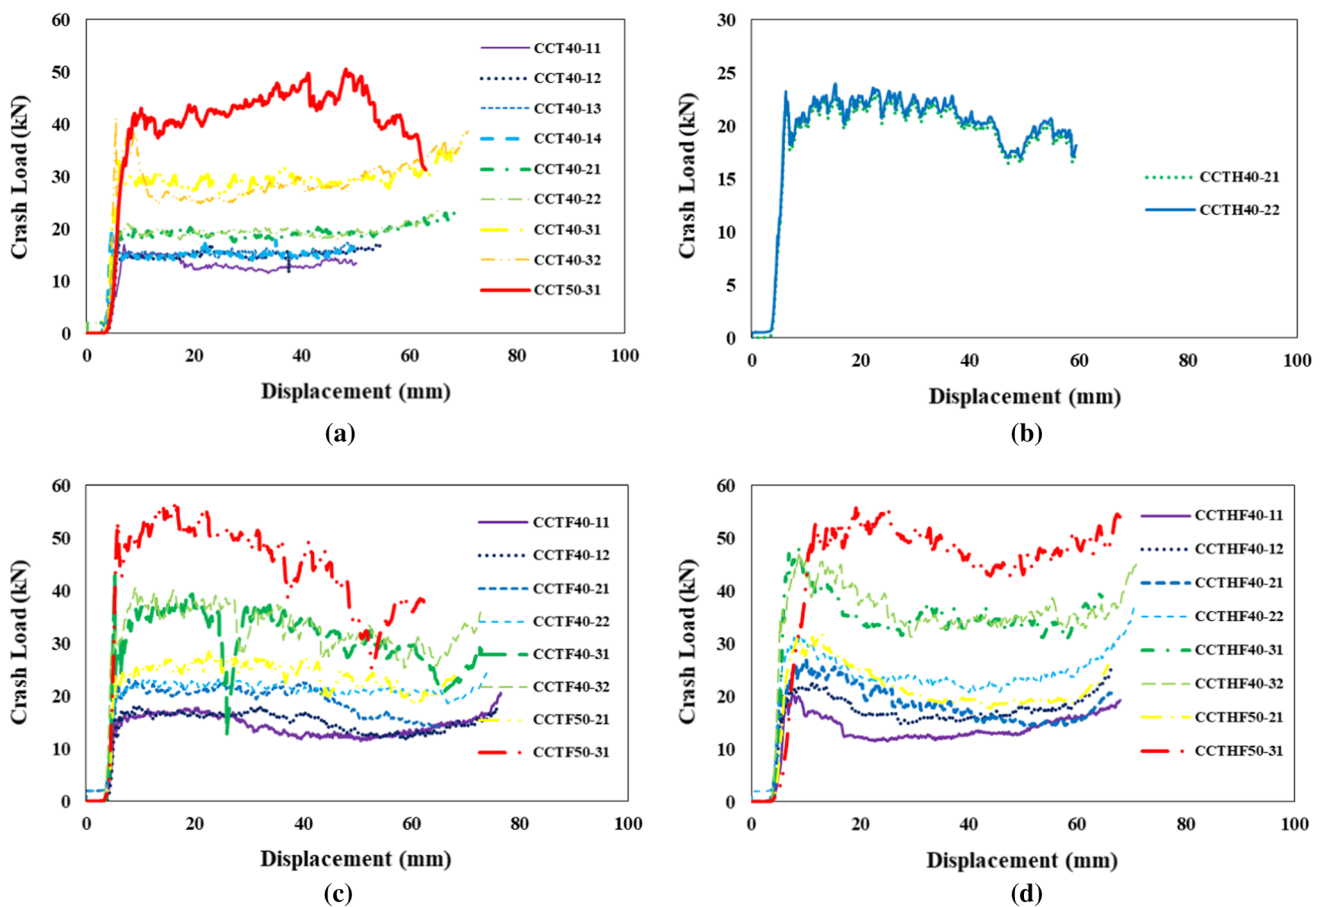 60
50
40
30
20
10
0
Crash Load (kN)
CCT40-11
CCT40-12
CCT40-13
CCT40-14
CCT40-21
CCT40-22
CCT40-31
CCT40-32
CCT50-31
0 20 40 60 80 100
Displacement (mm)
(a)
30
25
20
15
10
5
0
Crash Load (kN)
CCTH40-21
CCTH40-22
0 20 40 60 80 100
Displacement (mm)
(b)
60
50
40
30
20
10
0
Crash Load (kN)
CCTF40-11
CCTF40-12
CCTF40-21
CCTF40-22
CCTF40-31
CCTF40-32
CCTF50-21
CCTF50-31
0 20 40 60 80 100
Displacement (mm)
(c)
60
50
40
30
20
10
0
Crash Load (kN)
CCTHF40-11
CCTHF40-12
CCTHF40-21
CCTHF40-22
CCTHF40-31
CCTHF40-32
CCTHF50-21
CCTHF50-31
0 20 40 60 80 100
Displacement (mm)
(d)